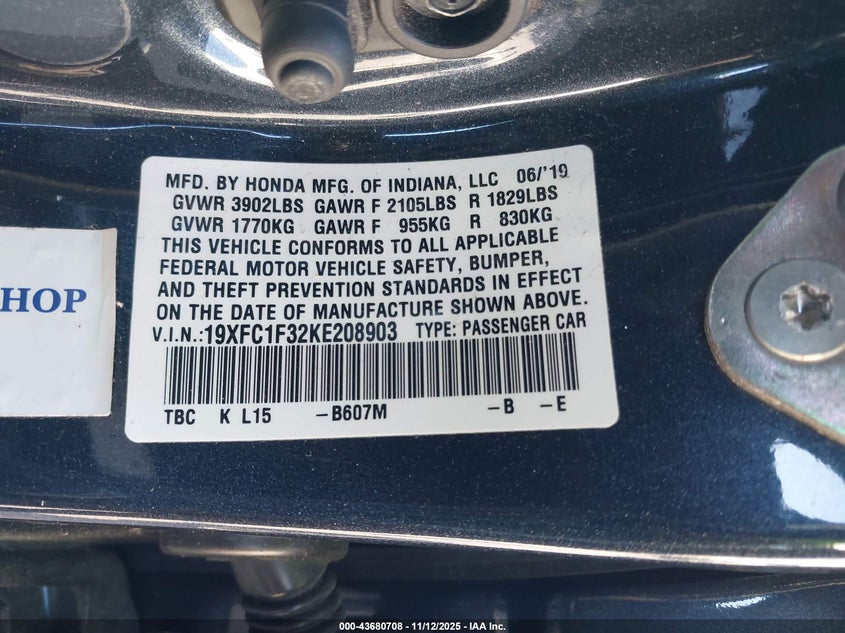 MFD. BY HONDA MFG. OF INDIANA, LLC 06/'19
GVWR 3902LBS GAWR F 2105LBS R 1829LBS
GVWR 1770KG GAWR F 955KG R 830KG
THIS VEHICLE CONFORMS TO ALL APPLICABLE
FEDERAL MOTOR VEHICLE SAFETY, BUMPER,
AND THEFT PREVENTION STANDARDS IN EFFECT
ON THE DATE OF MANUFACTURE SHOWN ABOVE.
V.I.N.:19XFC1F32KE208903 TYPE: PASSENGER CAR
TBC K L15 -B607M -B -E
HOP
000-43680708 - 11/12/2025 - IAA Inc.